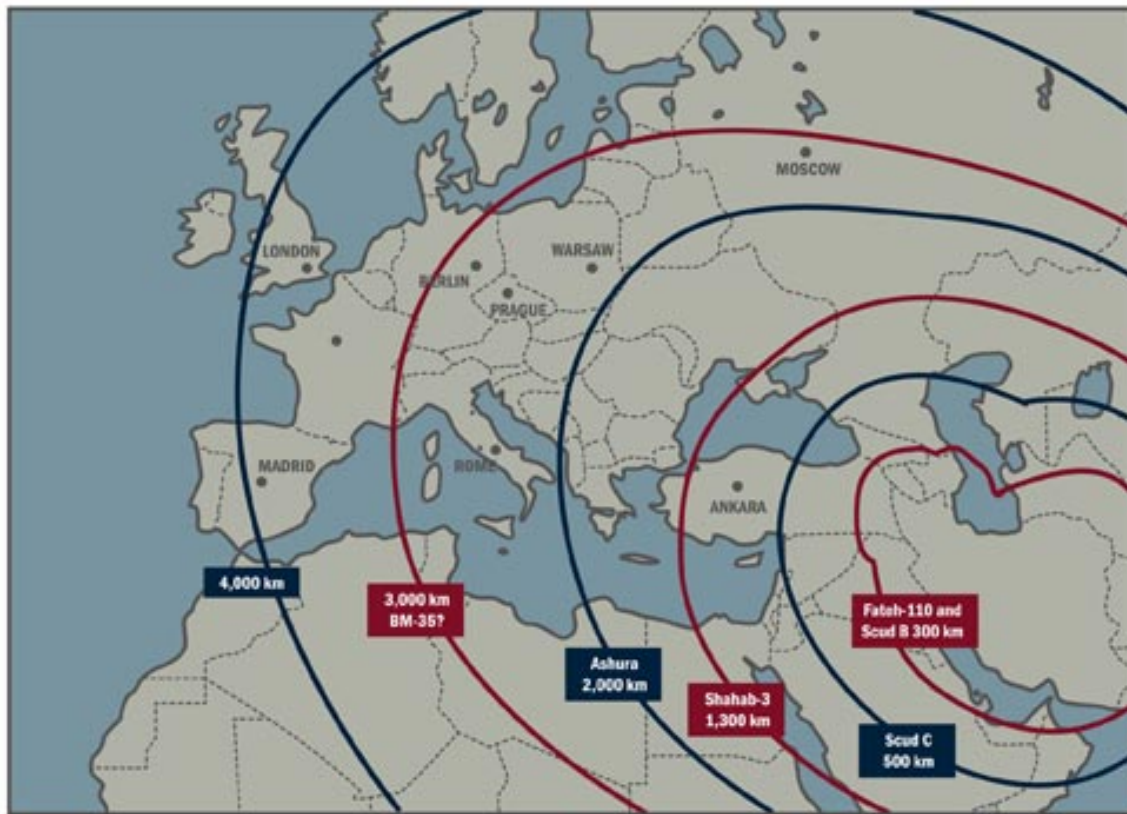 MOSCOW
LONDON
WARSAW
BERLIN
PRAGUE
MADRID
ROME
ANKARA
4,000 km
3,000 km
BM-35?
Fateh-110 and
Scud B 300 km
Ashura
2,000 km
Shahab-3
1,300 km
Scud C
500 km